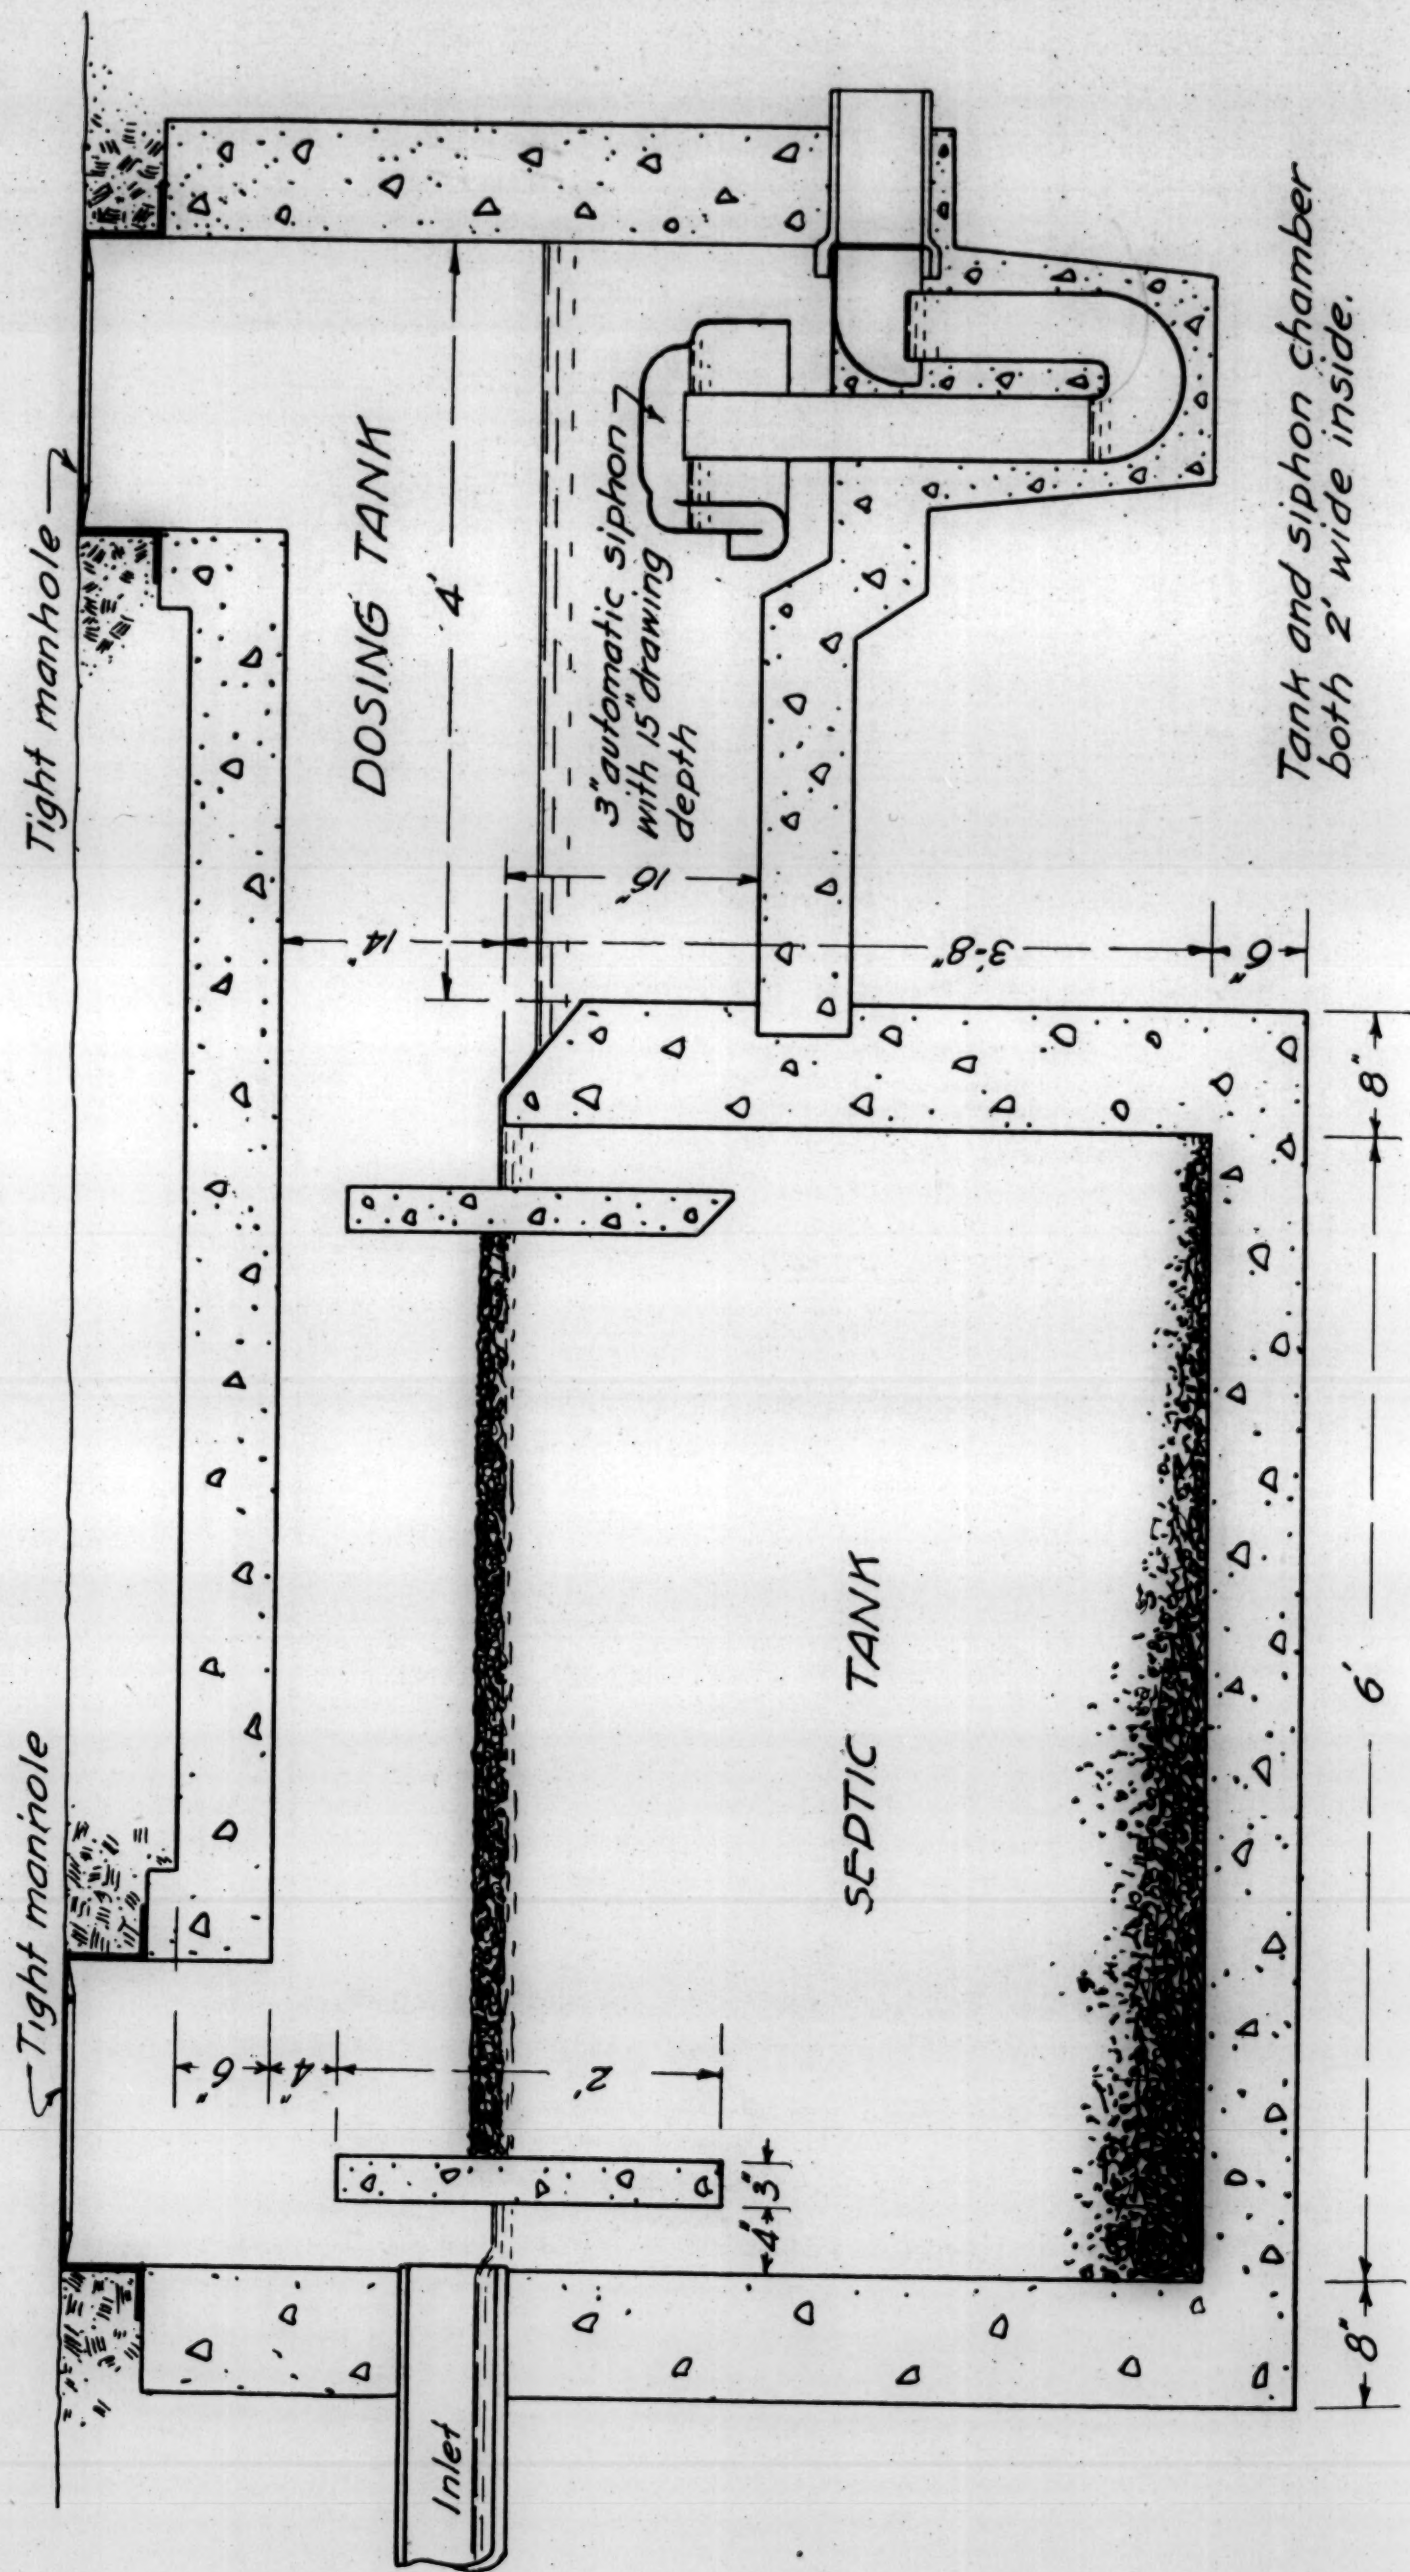 Tight manhole
Tight manhole
6"
4"
2'
4" 3"
Inlet
SEPTIC TANK
DOSING TANK
4'
14"
16"
3'-8"
6"
3" automatic siphon
with 15" drawing
depth
8"
6'
8"
Tank and siphon chamber
both 2' wide inside.